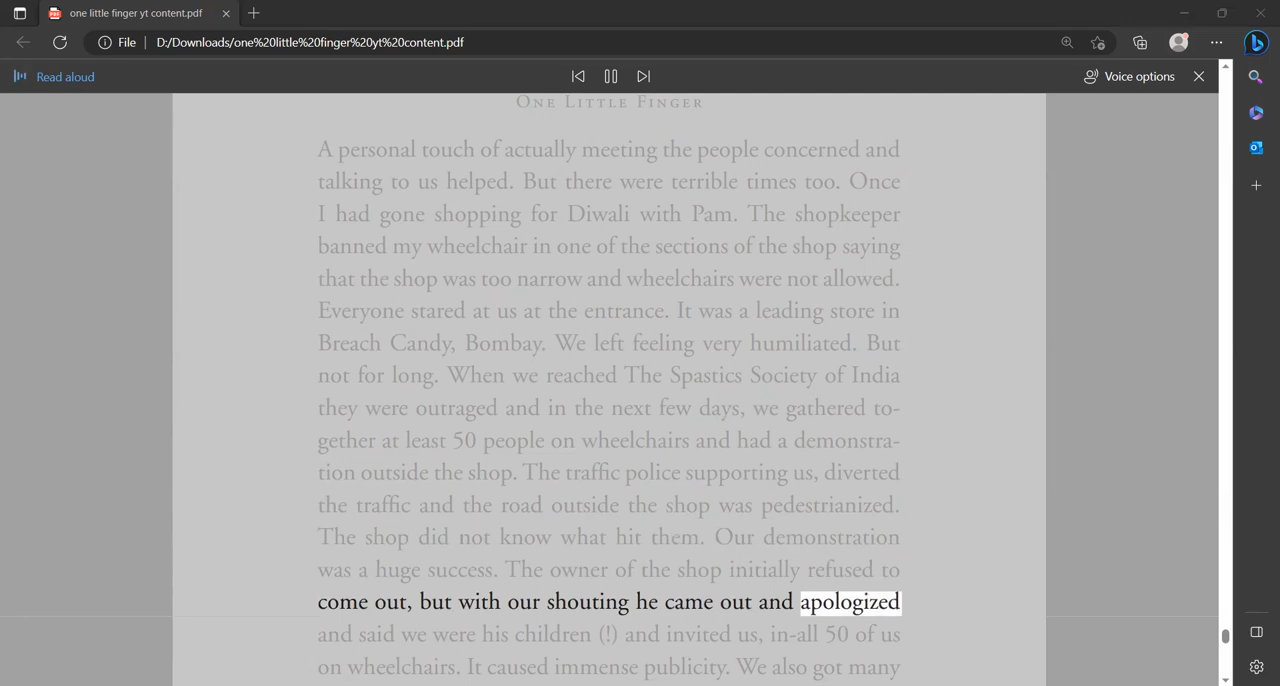 one little finger yt content.pdf
File
D:/Downloads/one%20little%20finger%20yt%20content.pdf
Read aloud
Voice options
One Little Finger
A personal touch of actually meeting the people concerned and
talking to us helped. But there were terrible times too. Once
I had gone shopping for Diwali with Pam. The shopkeeper
banned my wheelchair in one of the sections of the shop saying
that the shop was too narrow and wheelchairs were not allowed.
Everyone stared at us at the entrance. It was a leading store in
Breach Candy, Bombay. We left feeling very humiliated. But
not for long. When we reached The Spastics Society of India
they were outraged and in the next few days, we gathered to-
gether at least 50 people on wheelchairs and had a demonstra-
tion outside the shop. The traffic police supporting us, diverted
the traffic and the road outside the shop was pedestrianized.
The shop did not know what hit them. Our demonstration
was a huge success. The owner of the shop initially refused to
come out, but with our shouting he came out and apologized
and said we were his children (!) and invited us, in-all 50 of us
on wheelchairs. It caused immense publicity. We also got many